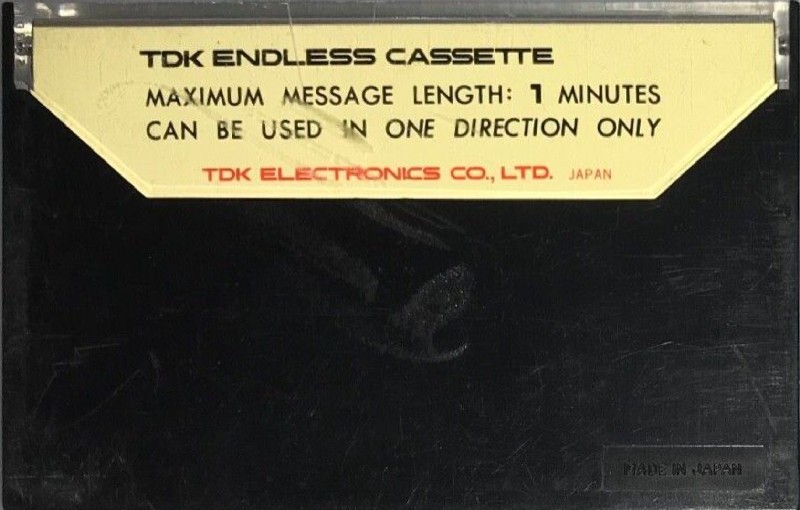 TDK ENDLESS CASSETTE
MAXIMUM MESSAGE LENGTH: 1 MINUTES
CAN BE USED IN ONE DIRECTION ONLY
TDK ELECTRONICS CO., LTD. JAPAN
MADE IN JAPAN